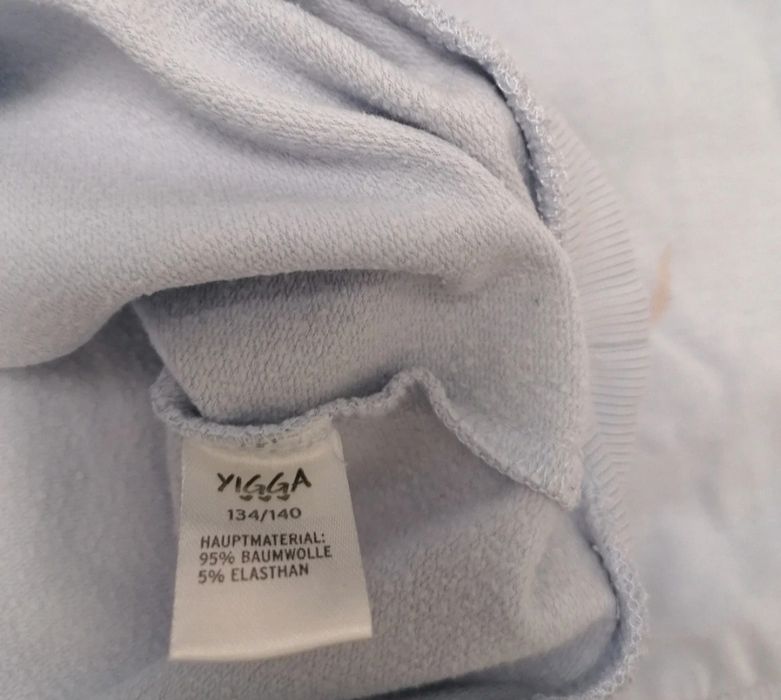 YIGGA
134/140
HAUPTMATERIAL:
95% BAUMWOLLE
5% ELASTHAN